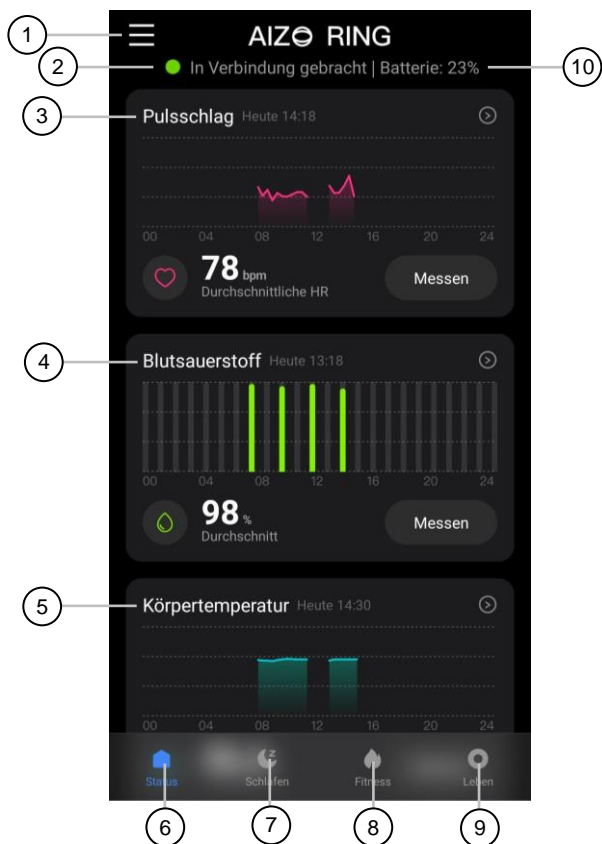 1
AIZO RING
2
In Verbindung gebracht | Batterie: 23%
10
3
Pulsschlag Heute 14:18
00 04 08 12 16 20 24
78 bpm
Durchschnittliche HR
Messen
4
Blutsauerstoff Heute 13:18
00 04 08 12 16 20 24
98 %
Durchschnitt
Messen
5
Körpertemperatur Heute 14:30
00 04 08 12 16 20 24
Status Schlafen Fitness Leben
6 7 8 9